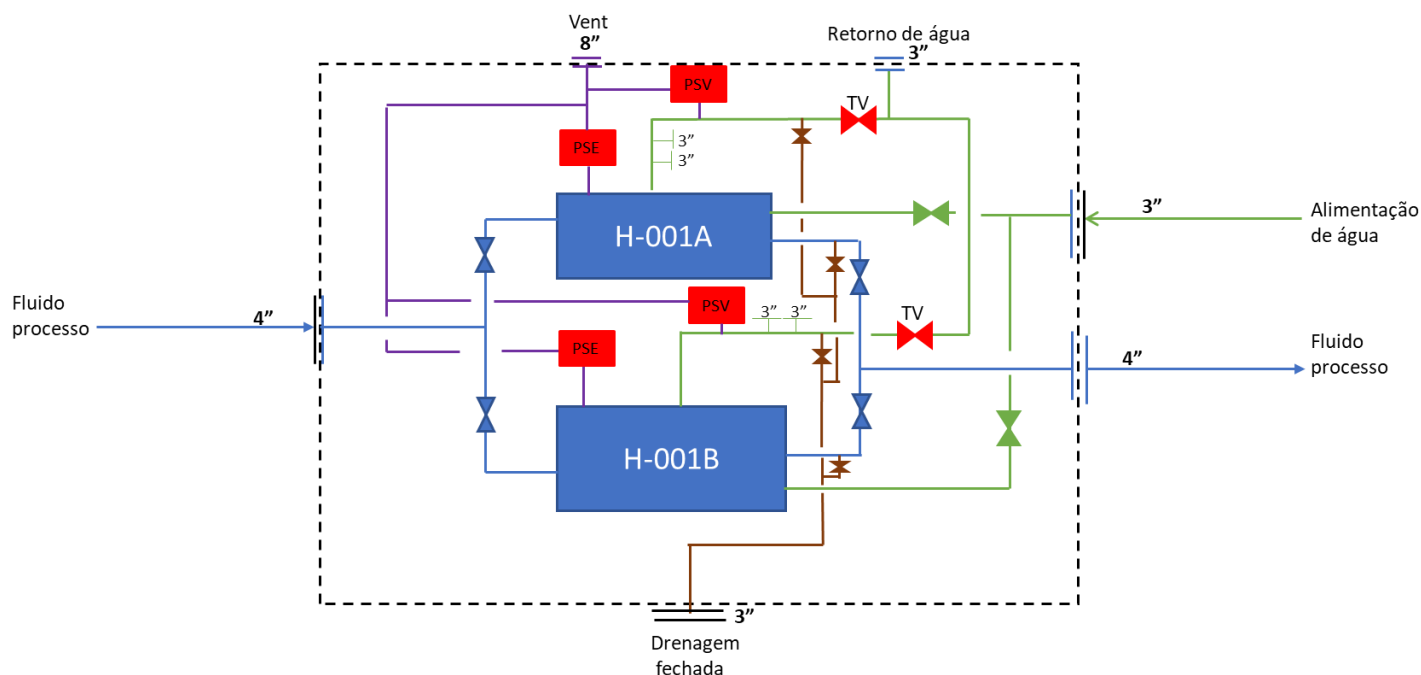 Vent
8”
Retorno de água
3”
PSV
TV
PSE
3”
3”
H-001A
3”
Alimentação
de água
Fluido
processo
4”
PSV
3”
3”
TV
PSE
4”
Fluido
processo
H-001B
3”
Drenagem
fechada